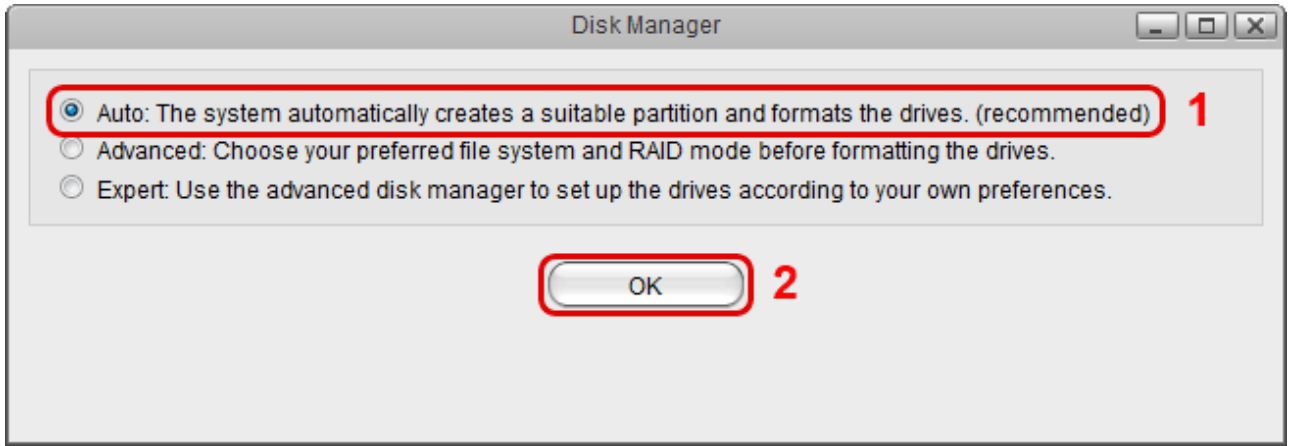 Disk Manager
Auto: The system automatically creates a suitable partition and formats the drives. (recommended)
1
Advanced: Choose your preferred file system and RAID mode before formatting the drives.
Expert: Use the advanced disk manager to set up the drives according to your own preferences.
OK
2